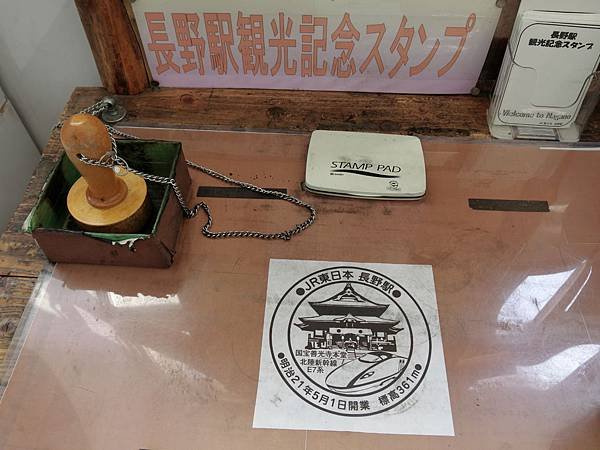 長野駅観光記念スタンプ
長野駅
観光記念スタンプ
Welcome to Nagano
STAMP PAD
●JR東日本 長野駅●
国宝善光寺本堂
北陸新幹線
E7系
●明治21年5月1日開業 標高361m●